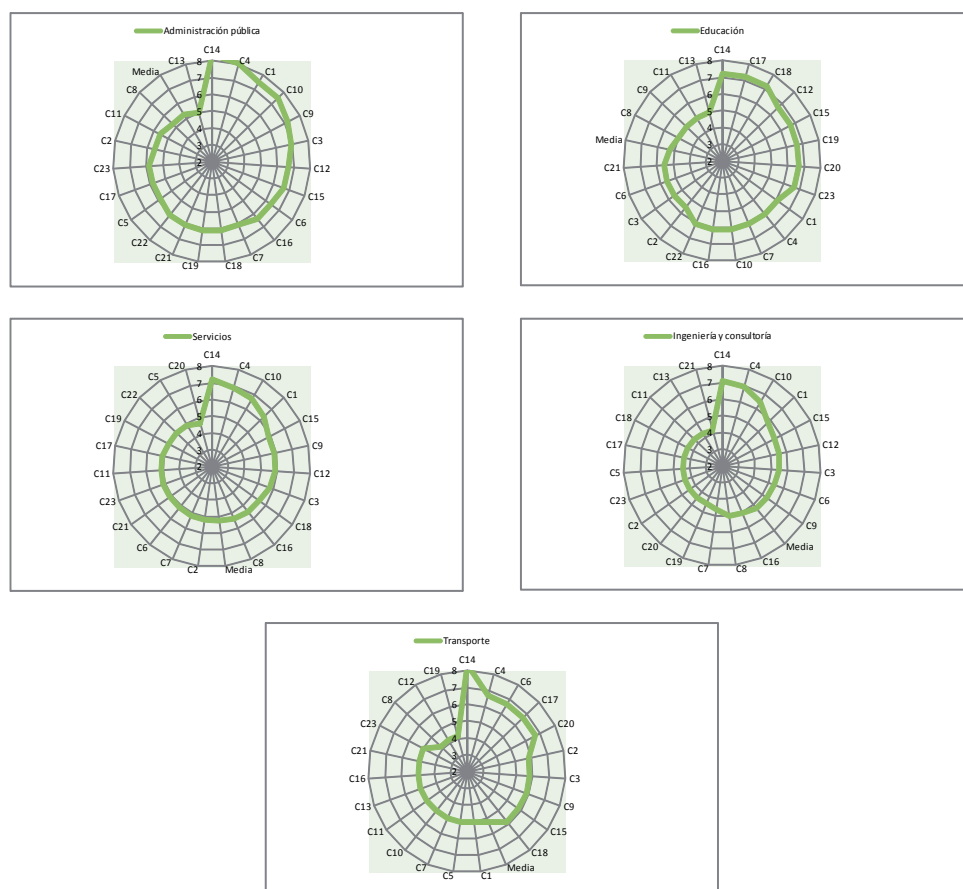 Administración pública
C14
C4
C1
C10
C9
C3
C12
C15
C6
C16
C7
C18
C19
C21
C22
C5
C17
C23
C2
C11
C8
Media
C13
8
7
6
5
4
3
2
Educación
C14
C17
C18
C12
C15
C19
C20
C23
C1
C4
C7
C10
C16
C22
C2
C3
C6
C21
Media
C8
C9
C11
C13
8
7
6
5
4
3
2
Servicios
C14
C4
C10
C1
C15
C9
C12
C3
C18
C16
C8
Media
C2
C7
C6
C21
C23
C11
C17
C19
C22
C5
C20
8
7
6
5
4
3
2
Ingeniería y consultoría
C14
C4
C10
C1
C15
C12
C3
C6
C9
Media
C16
C8
C7
C19
C20
C2
C23
C5
C17
C18
C11
C13
C21
8
7
6
5
4
3
2
Transporte
C14
C4
C6
C17
C20
C2
C3
C9
C15
C18
Media
C1
C5
C7
C10
C11
C13
C16
C21
C23
C8
C12
C19
8
7
6
5
4
3
2